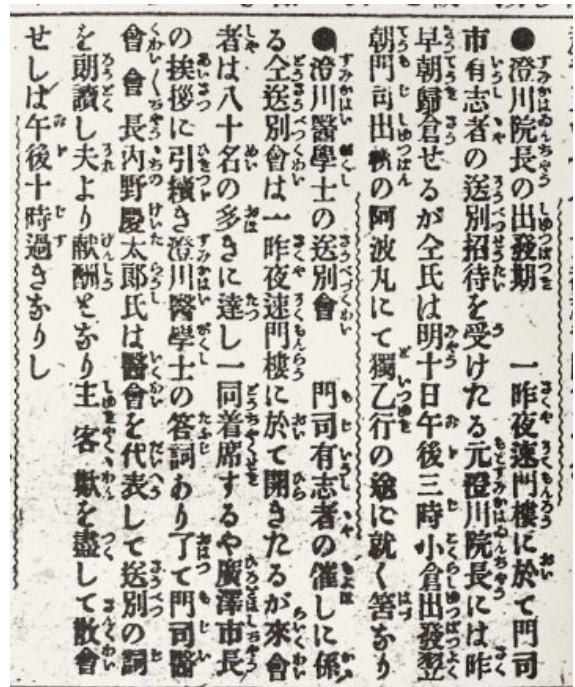 ●澄川院長の出發期　一昨夜速門樓に於て門司
市有志者の送別招待を受けたる元澄川院長には昨
早朝歸倉せるが仝氏は明十日午後三時小倉出發翌
朝門司出帆の阿波丸にて獨乙行の途に就く筈なり
●澄川醫學士の送別會　門司有志者の催しに係
る仝送別會は一昨夜速門樓に於て開きたるが來會
者は八十名の多きに達し一同着席するや廣澤市長
の挨拶に引續き澄川醫學士の答詞あり了て門司醫
會會長内野慶太郎氏は醫會を代表して送別の詞
を朗讀し夫より献酬となり主客歡を盡して散會
せしは午後十時過きなりし